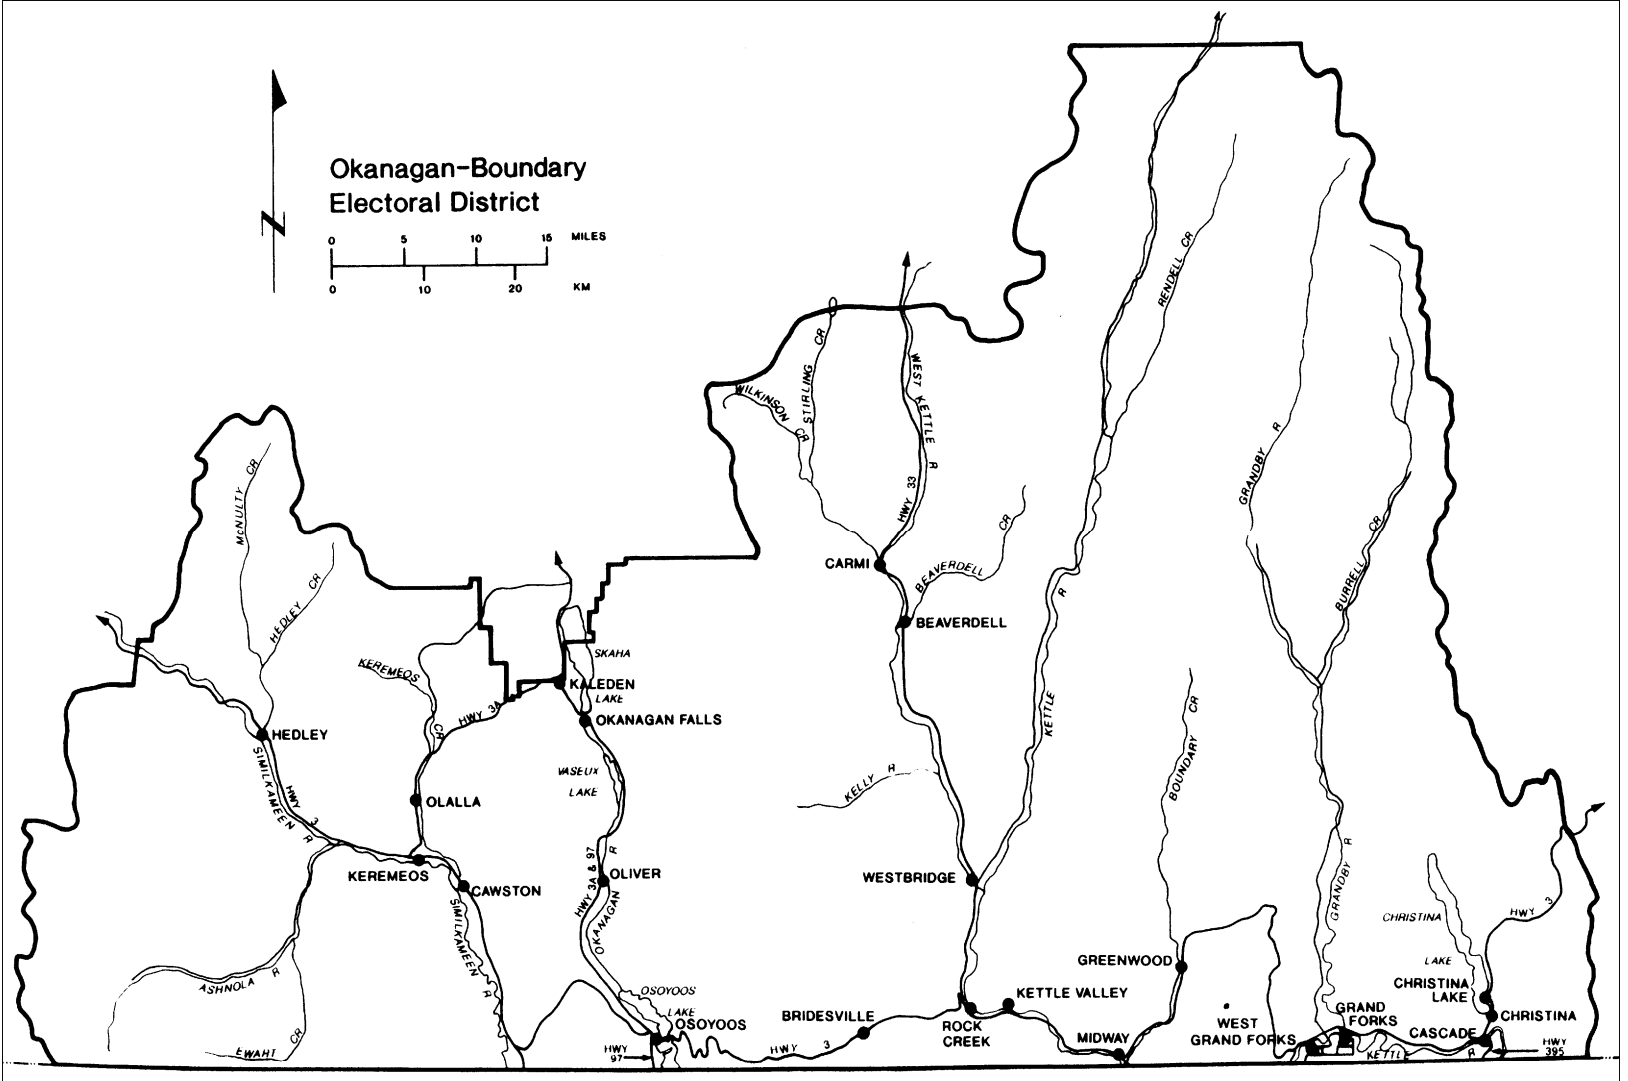 Okanagan-Boundary
Electoral District
0 5 10 15 MILES
0 10 20 KM
RENDELL CR
STIRLING CR
WILKINSON CR
WEST KETTLE R
HWY 33
GRANDBY R
McNULTY CR
HEDLEY CR
CARMI
BEAVERDELL CR
BEAVERDELL
BURRELL CR
KETTLE R
KEREMEOS CR
SKAHA
LAKE
KALEDEN
HWY 3A
OKANAGAN FALLS
HEDLEY
SIMILKAMEEN R
HWY 3
VASEUX
LAKE
OLALLA
KELLY R
BOUNDARY CR
KEREMEOS
CAWSTON
SIMILKAMEEN R
HWY 3A & 97
OKANAGAN R
OLIVER
WESTBRIDGE
GRANDBY R
CHRISTINA
LAKE
HWY 3
ASHNOLA R
EWAHT CR
OSOYOOS
LAKE
OSOYOOS
HWY
97
HWY 3
BRIDESVILLE
ROCK
CREEK
KETTLE VALLEY
GREENWOOD
MIDWAY
WEST
GRAND FORKS
GRAND
FORKS
KETTLE R
CHRISTINA
LAKE
CHRISTINA
CASCADE
HWY
395
N